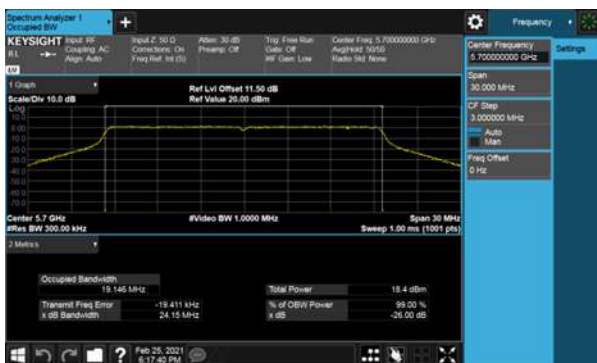 Spectrum Analyzer 1
Occupied BW
Frequency
KEYSIGHT
Input: RF
Coupling: AC
Align: Auto
Input Z: 50 Ω
Corrections: On
Freq Ref: Int (S)
Atten: 30 dB
Preamp: Off
Trig: Free Run
Gate: Off
#IF Gain: Low
Center Freq: 5.700000000 GHz
Avg|Hold: 50/50
Radio Std: None
Center Frequency
5.700000000 GHz
Settings
Span
30.000 MHz
CF Step
3.000000 MHz
Auto
Man
Freq Offset
0 Hz
1 Graph
Scale/Div 10.0 dB
Ref Lvl Offset 11.50 dB
Ref Value 20.00 dBm
Log
10.0
0.00
Center 5.7 GHz
#Res BW 300.00 kHz
#Video BW 1.0000 MHz
Span 30 MHz
Sweep 1.00 ms (1001 pts)
2 Metrics
Occupied Bandwidth
19.146 MHz
Total Power
18.4 dBm
Transmit Freq Error
-19.411 kHz
% of OBW Power
99.00 %
x dB Bandwidth
24.15 MHz
x dB
-26.00 dB
Feb 25, 2021
6:17:40 PM